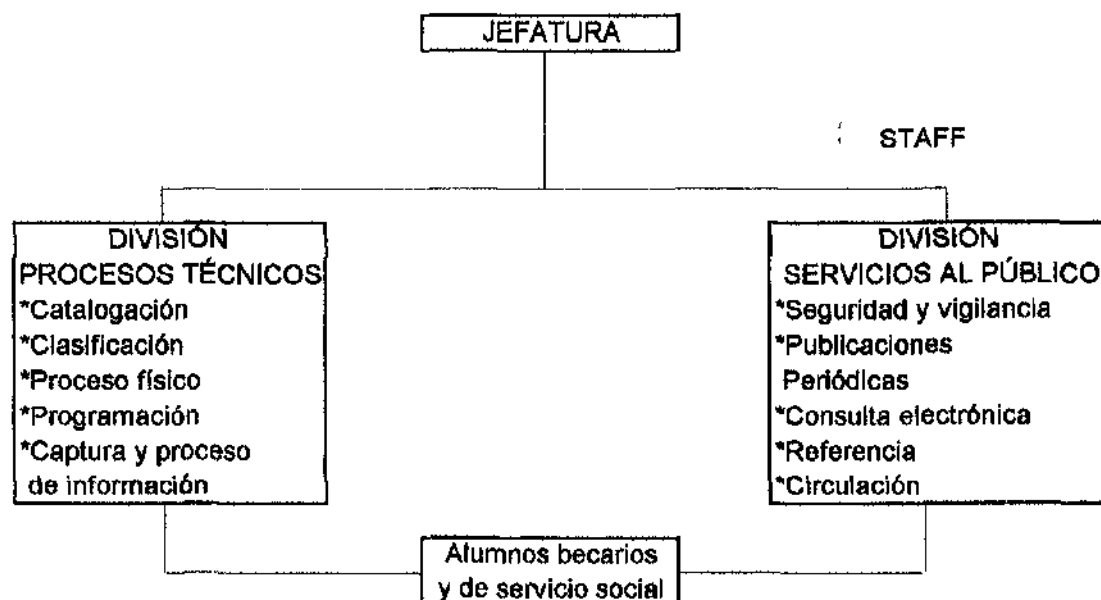 JEFATURA
STAFF
DIVISIÓN
PROCESOS TÉCNICOS
*Catalogación
*Clasificación
*Proceso físico
*Programación
*Captura y proceso
de información
DIVISIÓN
SERVICIOS AL PÚBLICO
*Seguridad y vigilancia
*Publicaciones
Periódicas
*Consulta electrónica
*Referencia
*Circulación
Alumnos becarios
y de servicio social